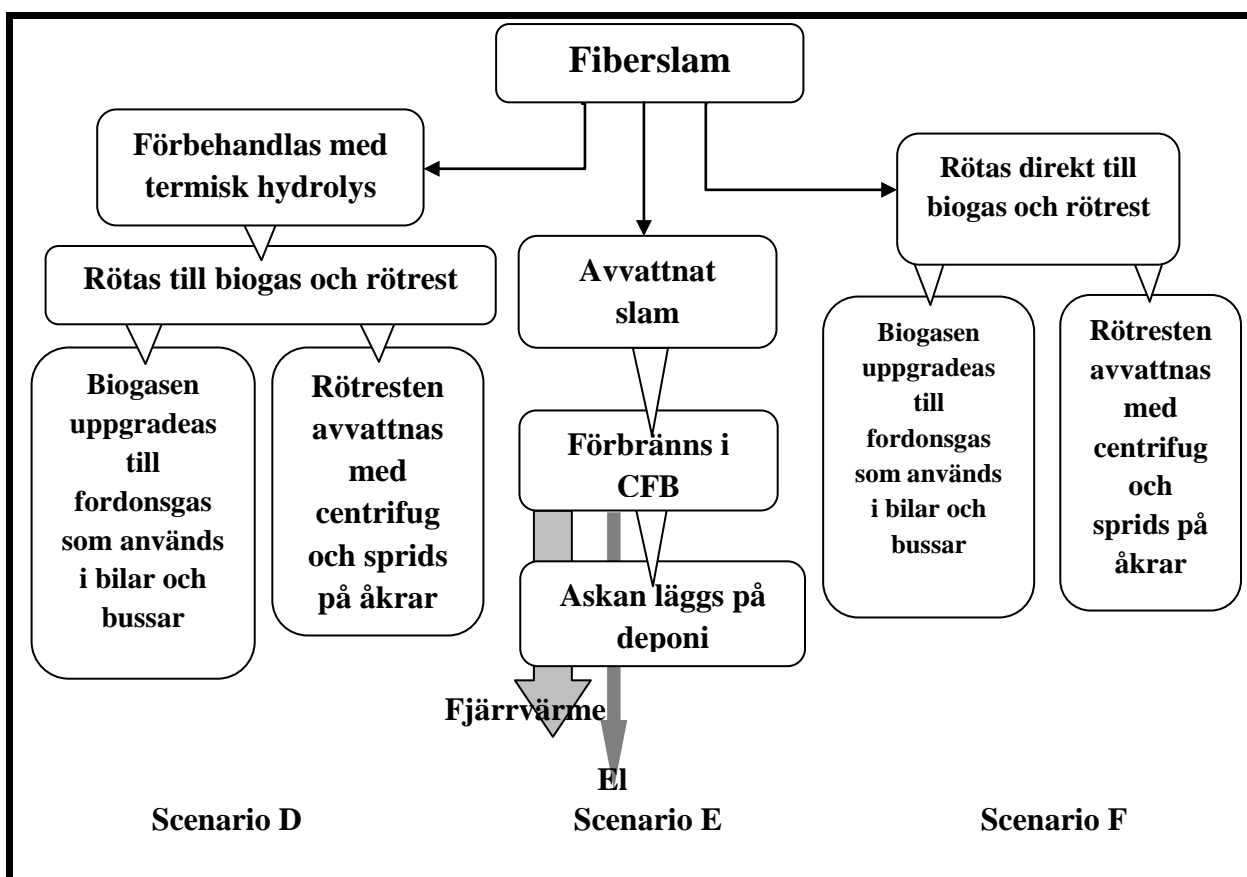 Fiberslam
Förbehandlas med
termisk hydrolys
Rötas till biogas och rötrest
Biogasen
uppgradeas
till
fordonsgas
som används
i bilar och
bussar
Rötresten
avvattnas
med
centrifug
och sprids
på åkrar
Avvattnat
slam
Förbränns i
CFB
Askan läggs på
deponi
Fjärrvärme
El
Rötas direkt till
biogas och rötrest
Biogasen
uppgradeas
till
fordonsgas
som används
i bilar och
bussar
Rötresten
avvattnas
med
centrifug
och
sprids på
åkrar
Scenario D
Scenario E
Scenario F